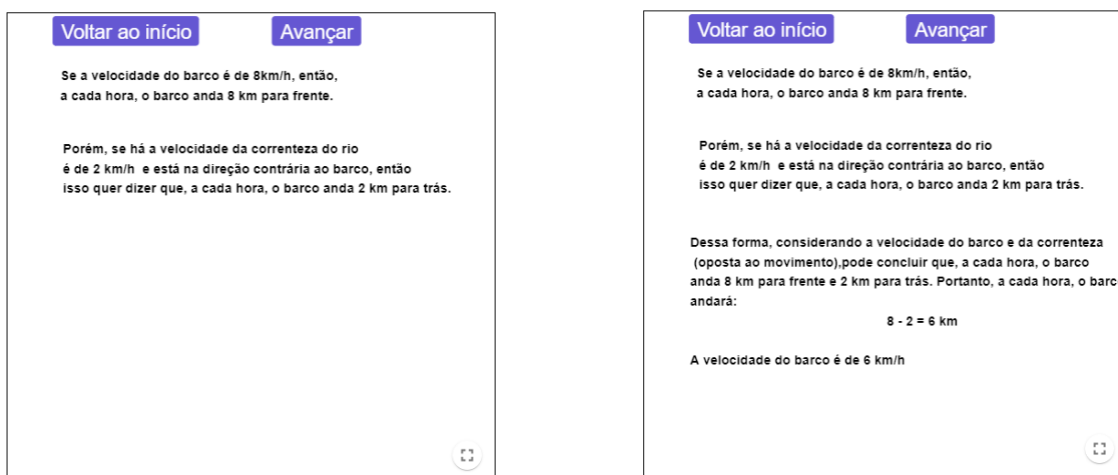 Voltar ao início Avançar
Se a velocidade do barco é de 8km/h, então,
a cada hora, o barco anda 8 km para frente.
Porém, se há a velocidade da correnteza do rio
é de 2 km/h e está na direção contrária ao barco, então
isso quer dizer que, a cada hora, o barco anda 2 km para trás.
Voltar ao início Avançar
Se a velocidade do barco é de 8km/h, então,
a cada hora, o barco anda 8 km para frente.
Porém, se há a velocidade da correnteza do rio
é de 2 km/h e está na direção contrária ao barco, então
isso quer dizer que, a cada hora, o barco anda 2 km para trás.
Dessa forma, considerando a velocidade do barco e da correnteza
(oposta ao movimento),pode concluir que, a cada hora, o barco
anda 8 km para frente e 2 km para trás. Portanto, a cada hora, o barc
andará:
8 - 2 = 6 km
A velocidade do barco é de 6 km/h